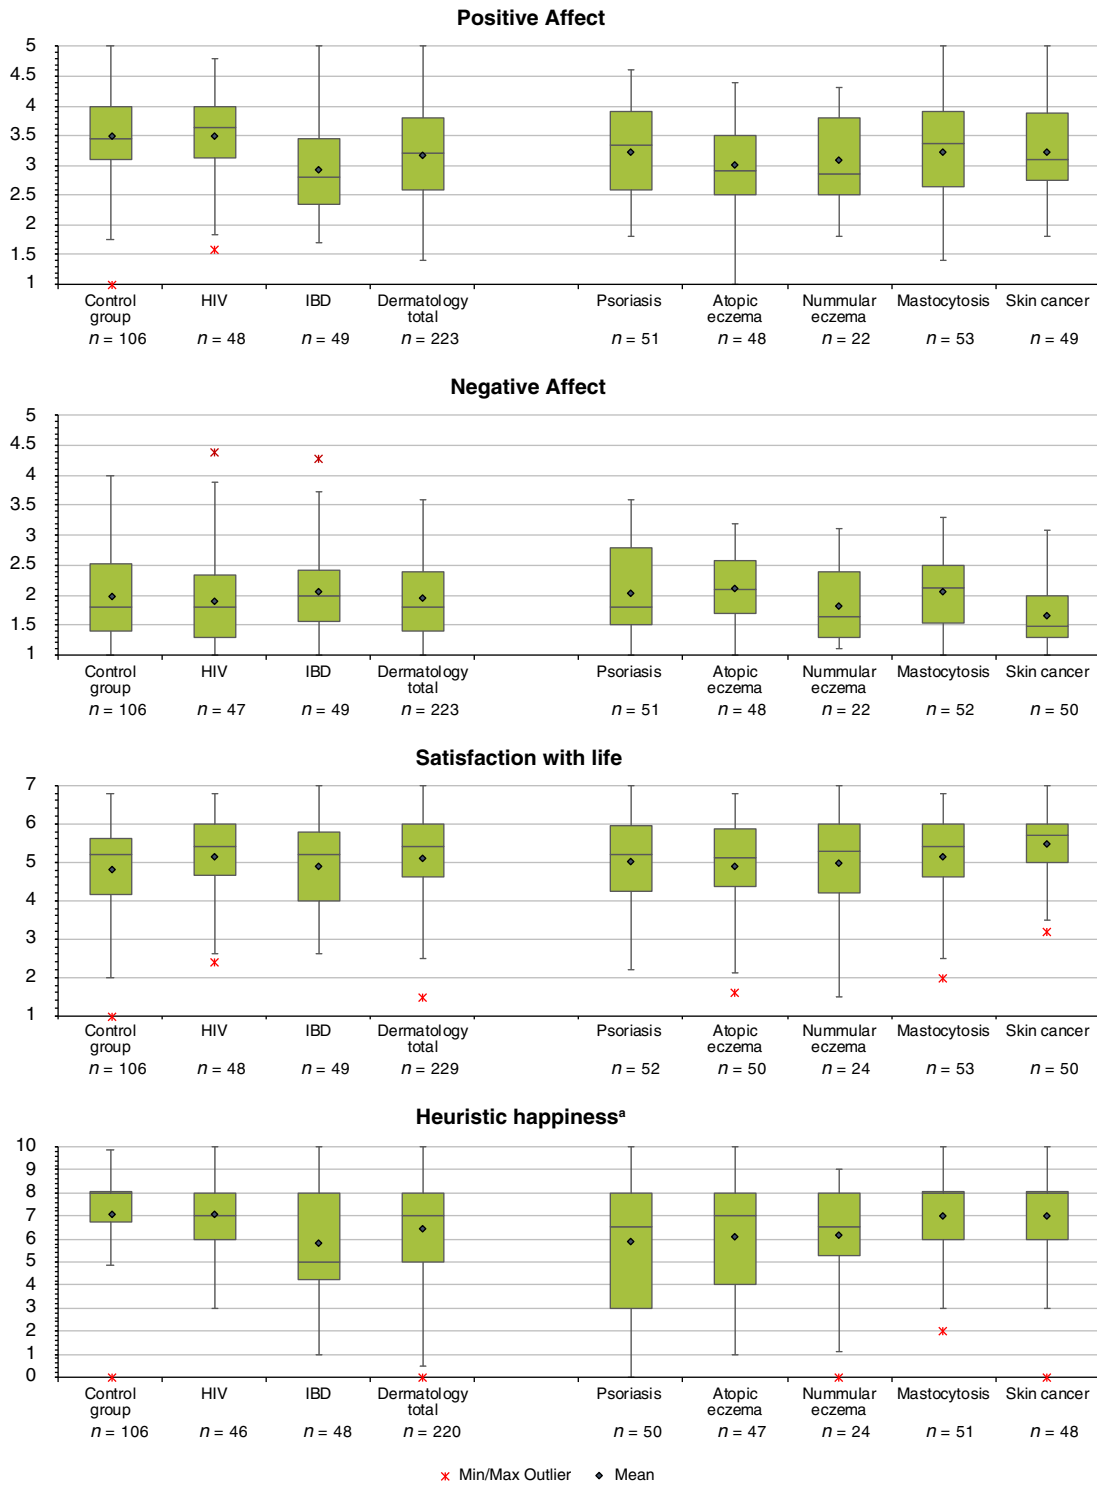 Positive Affect
5
4.5
4
3.5
3
2.5
2
1.5
1
Control group HIV IBD Dermatology total Psoriasis Atopic eczema Nummular eczema Mastocytosis Skin cancer
n = 106 n = 48 n = 49 n = 223 n = 51 n = 48 n = 22 n = 53 n = 49
Negative Affect
5
4.5
4
3.5
3
2.5
2
1.5
1
Control group HIV IBD Dermatology total Psoriasis Atopic eczema Nummular eczema Mastocytosis Skin cancer
n = 106 n = 47 n = 49 n = 223 n = 51 n = 48 n = 22 n = 52 n = 50
Satisfaction with life
7
6
5
4
3
2
1
Control group HIV IBD Dermatology total Psoriasis Atopic eczema Nummular eczema Mastocytosis Skin cancer
n = 106 n = 48 n = 49 n = 229 n = 52 n = 50 n = 24 n = 53 n = 50
Heuristic happinessᵃ
10
9
8
7
6
5
4
3
2
1
0
Control group HIV IBD Dermatology total Psoriasis Atopic eczema Nummular eczema Mastocytosis Skin cancer
n = 106 n = 46 n = 48 n = 220 n = 50 n = 47 n = 24 n = 51 n = 48
Min/Max Outlier Mean